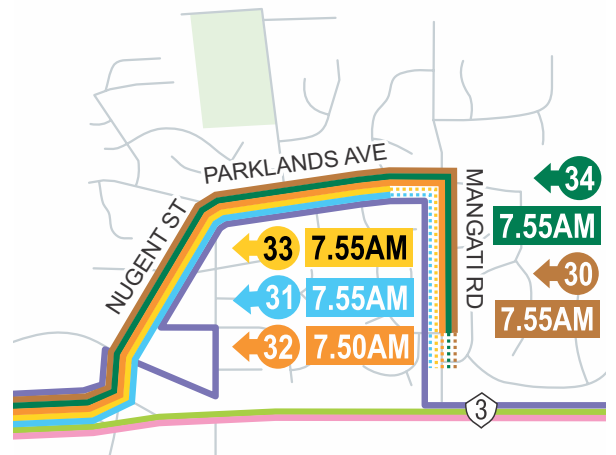 PARKLANDS AVE
NUGENT ST
MANGATI RD
34
7.55AM
30
7.55AM
33 7.55AM
31 7.55AM
32 7.50AM
3